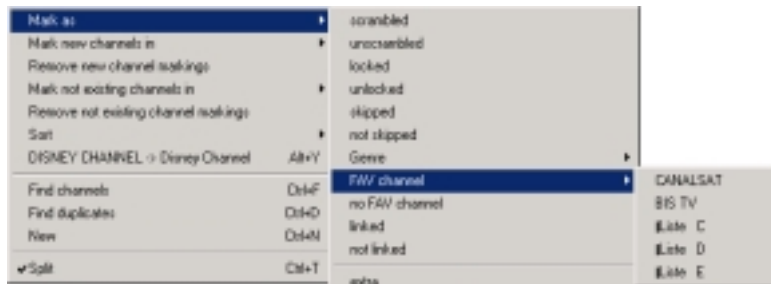 Mark as
Mark new channels in
Remove new channel markings
Mark not existing channels in
Remove not existing channel markings
Sort
DISNEY CHANNEL -> Disney Channel Alt+Y
Find channels Ctrl+F
Find duplicates Ctrl+D
New Ctrl+N
Split Ctrl+T
scrambled
unscrambled
locked
unlocked
skipped
not skipped
Genre
FAV channel
no FAV channel
linked
not linked
extra
CANALSAT
BIS TV
Liste C
Liste D
Liste E